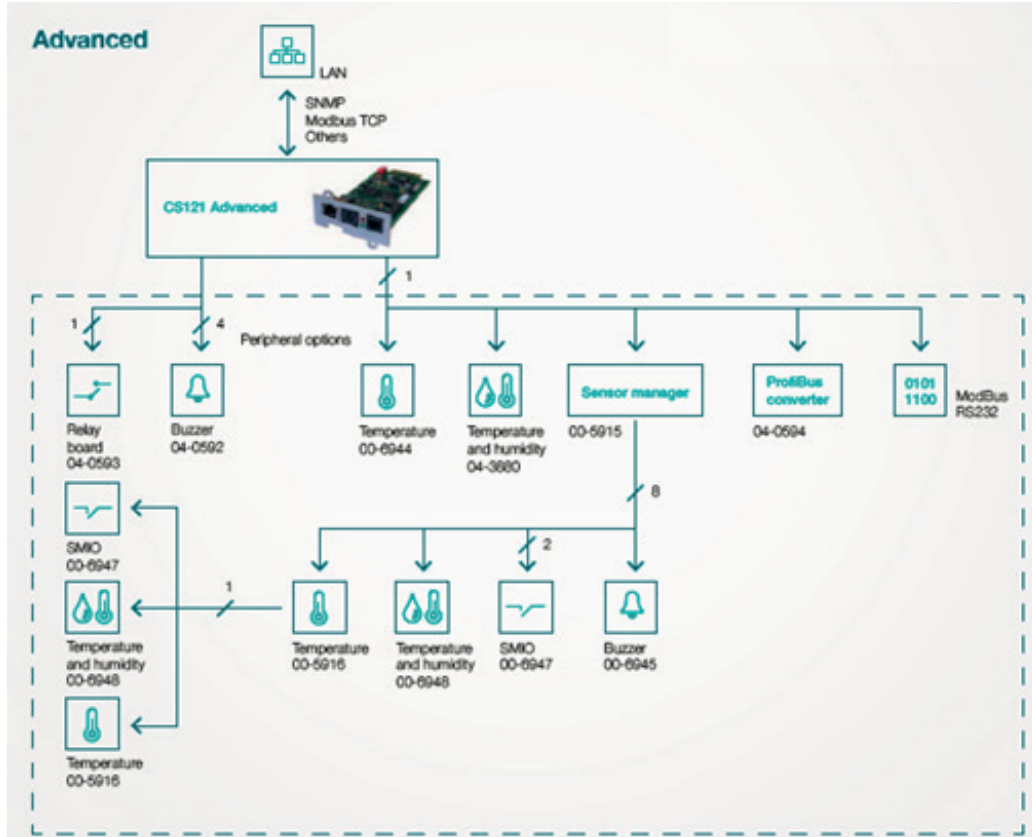 Advanced
LAN
SNMP
Modbus TCP
Others
CS121 Advanced
1
1
4
Peripheral options
Relay
board
04-0593
Buzzer
04-0592
Temperature
00-6944
Temperature
and humidity
04-3680
Sensor manager
00-5915
ProfiBus
converter
04-0594
0101
1100
ModBus
RS232
8
2
1
SMIO
00-6947
Temperature
and humidity
00-6948
Temperature
00-5916
Temperature
00-5916
Temperature
and humidity
00-6948
SMIO
00-6947
Buzzer
00-6945